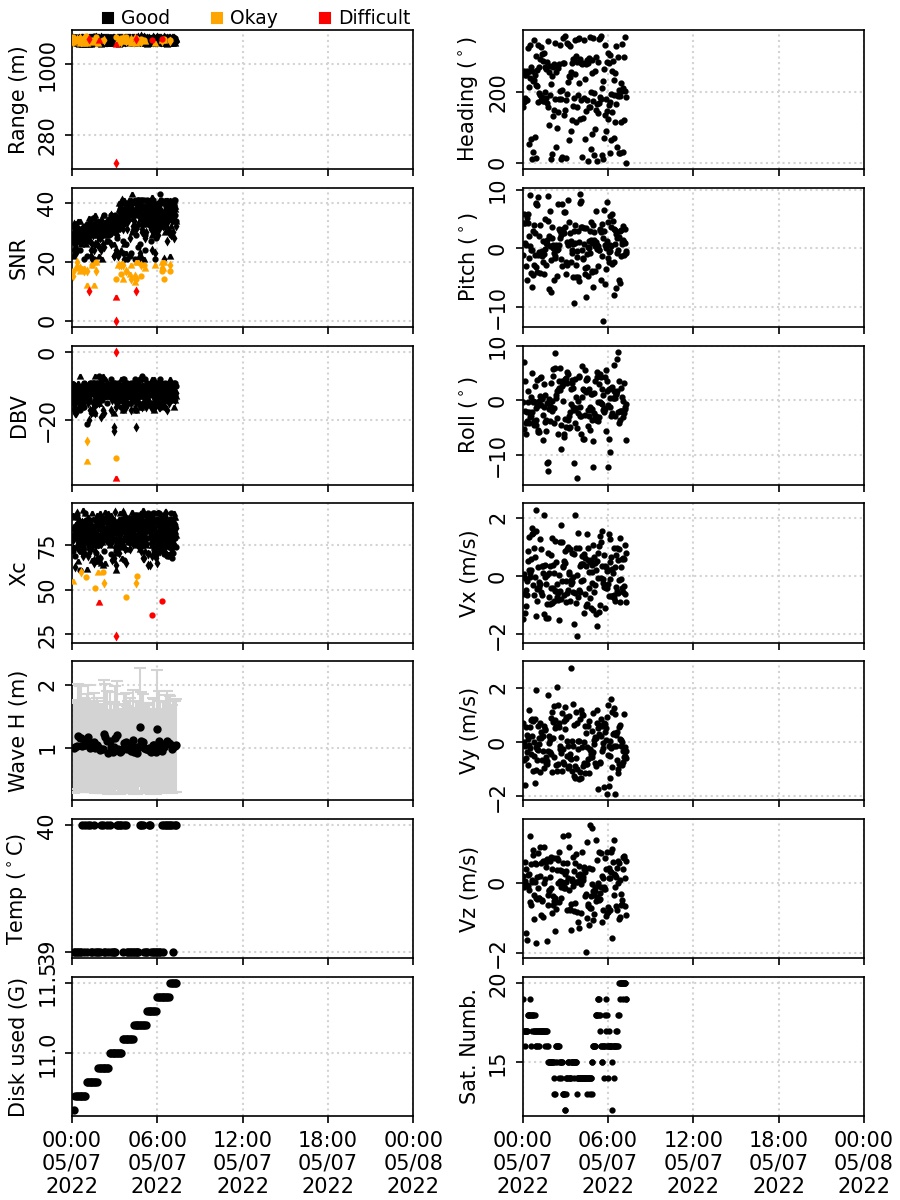 Good Okay Difficult
Range (m)
1000
280
Heading (°)
200
0
SNR
40
20
0
Pitch (°)
10
0
−10
DBV
0
−20
Roll (°)
10
0
−10
Xc
75
50
25
Vx (m/s)
2
0
−2
Wave H (m)
2
1
Vy (m/s)
2
0
−2
Temp (°C)
40
39
Vz (m/s)
0
−2
Disk used (G)
11.5
11.0
Sat. Numb.
20
15
00:00 06:00 12:00 18:00 00:00
05/07 05/07 05/07 05/07 05/08
2022 2022 2022 2022 2022
00:00 06:00 12:00 18:00 00:00
05/07 05/07 05/07 05/07 05/08
2022 2022 2022 2022 2022